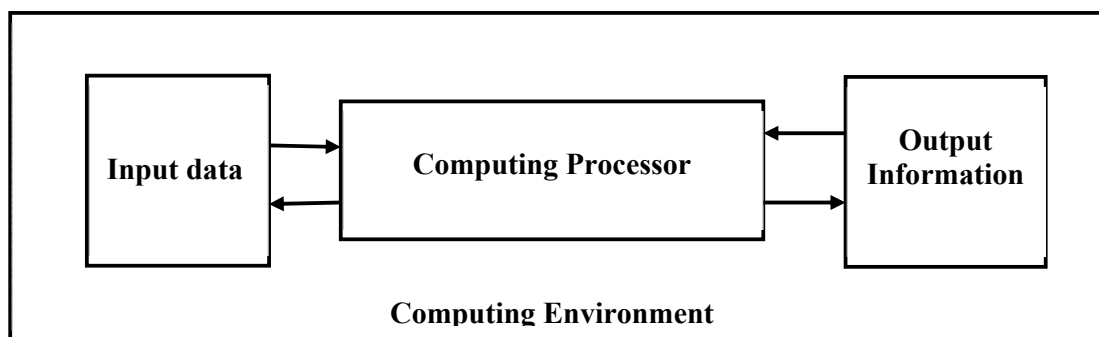 Input data
Computing Processor
Output
Information
Computing Environment